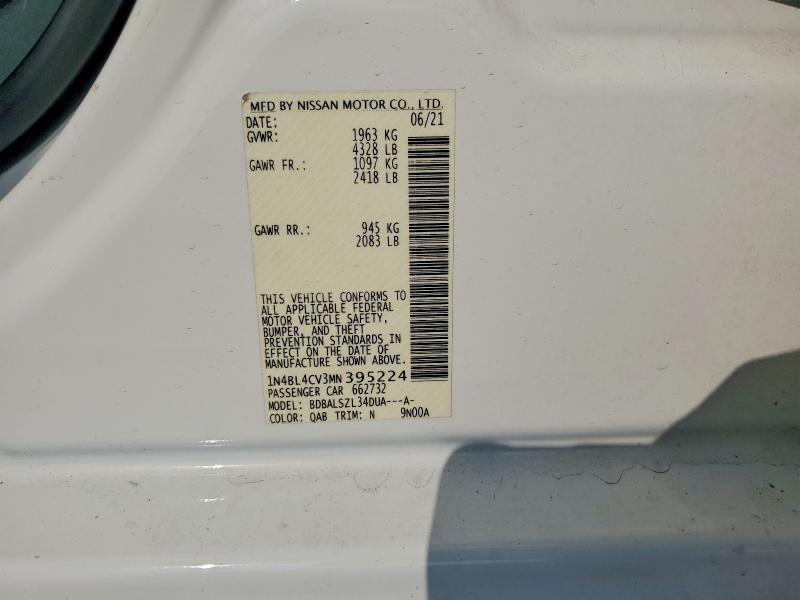 MFD BY NISSAN MOTOR CO., LTD.
DATE: 06/21
GVWR: 1963 KG
4328 LB
GAWR FR.: 1097 KG
2418 LB
GAWR RR.: 945 KG
2083 LB
THIS VEHICLE CONFORMS TO
ALL APPLICABLE FEDERAL
MOTOR VEHICLE SAFETY,
BUMPER, AND THEFT
PREVENTION STANDARDS IN
EFFECT ON THE DATE OF
MANUFACTURE SHOWN ABOVE.
1N4BL4CV3MN395224
PASSENGER CAR 662732
MODEL: BDBALSZL34DUA---A-
COLOR: QAB TRIM: N 9N00A